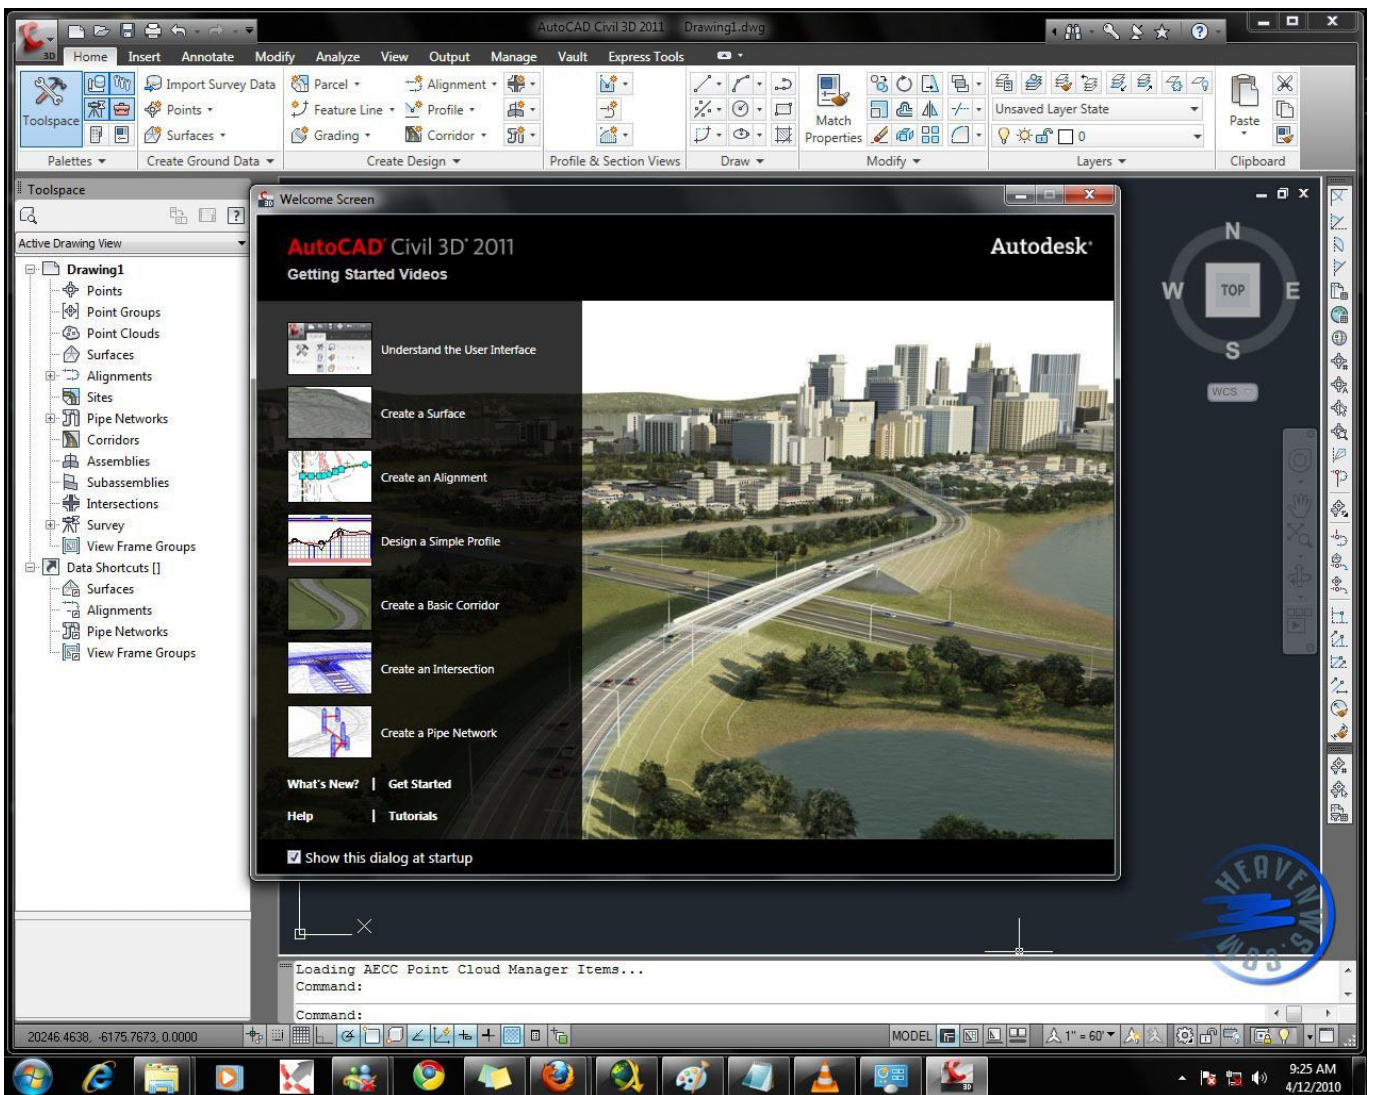 AutoCAD Civil 3D 2011 Drawing1.dwg
3D
Home Insert Annotate Modify Analyze View Output Manage Vault Express Tools
Toolspace
Import Survey Data
Points
Surfaces
Parcel
Feature Line
Grading
Alignment
Profile
Corridor
Match
Properties
Unsaved Layer State
0
Paste
Palettes Create Ground Data Create Design Profile & Section Views Draw Modify Layers Clipboard
Toolspace
Active Drawing View
Drawing1
Points
Point Groups
Point Clouds
Surfaces
Alignments
Sites
Pipe Networks
Corridors
Assemblies
Subassemblies
Intersections
Survey
View Frame Groups
Data Shortcuts []
Surfaces
Alignments
Pipe Networks
View Frame Groups
Welcome Screen
AutoCAD® Civil 3D® 2011
Autodesk®
Getting Started Videos
Understand the User Interface
Create a Surface
Create an Alignment
Design a Simple Profile
Create a Basic Corridor
Create an Intersection
Create a Pipe Network
What's New? | Get Started
Help | Tutorials
Show this dialog at startup
N
W TOP E
S
WCS
HEAVENWS.COM
Loading AECC Point Cloud Manager Items...
Command:
Command:
20246.4638, -6175.7673, 0.0000
MODEL
1" = 60'
9:25 AM
4/12/2010